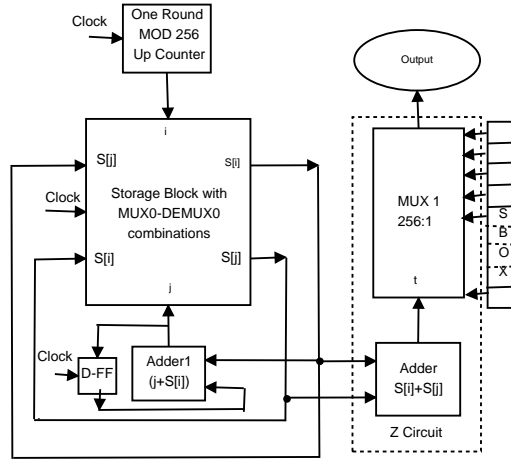 Clock
One Round
MOD 256
Up Counter
Output
i
S[j]
S[i]
Clock
Storage Block with
MUX0-DEMUX0
combinations
S[i]
S[j]
j
MUX 1
256:1
t
S
B
O
X
Clock
D-FF
Adder1
(j+S[i])
Adder
S[i]+S[j]
Z Circuit